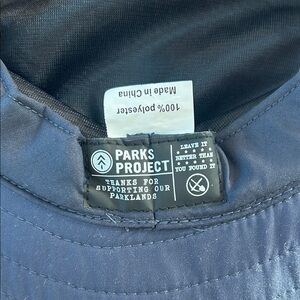 100% polyester
Made in China
PARKS
PROJECT
THANKS FOR
SUPPORTING OUR
PARKLANDS
LEAVE IT
BETTER THAN
YOU FOUND IT